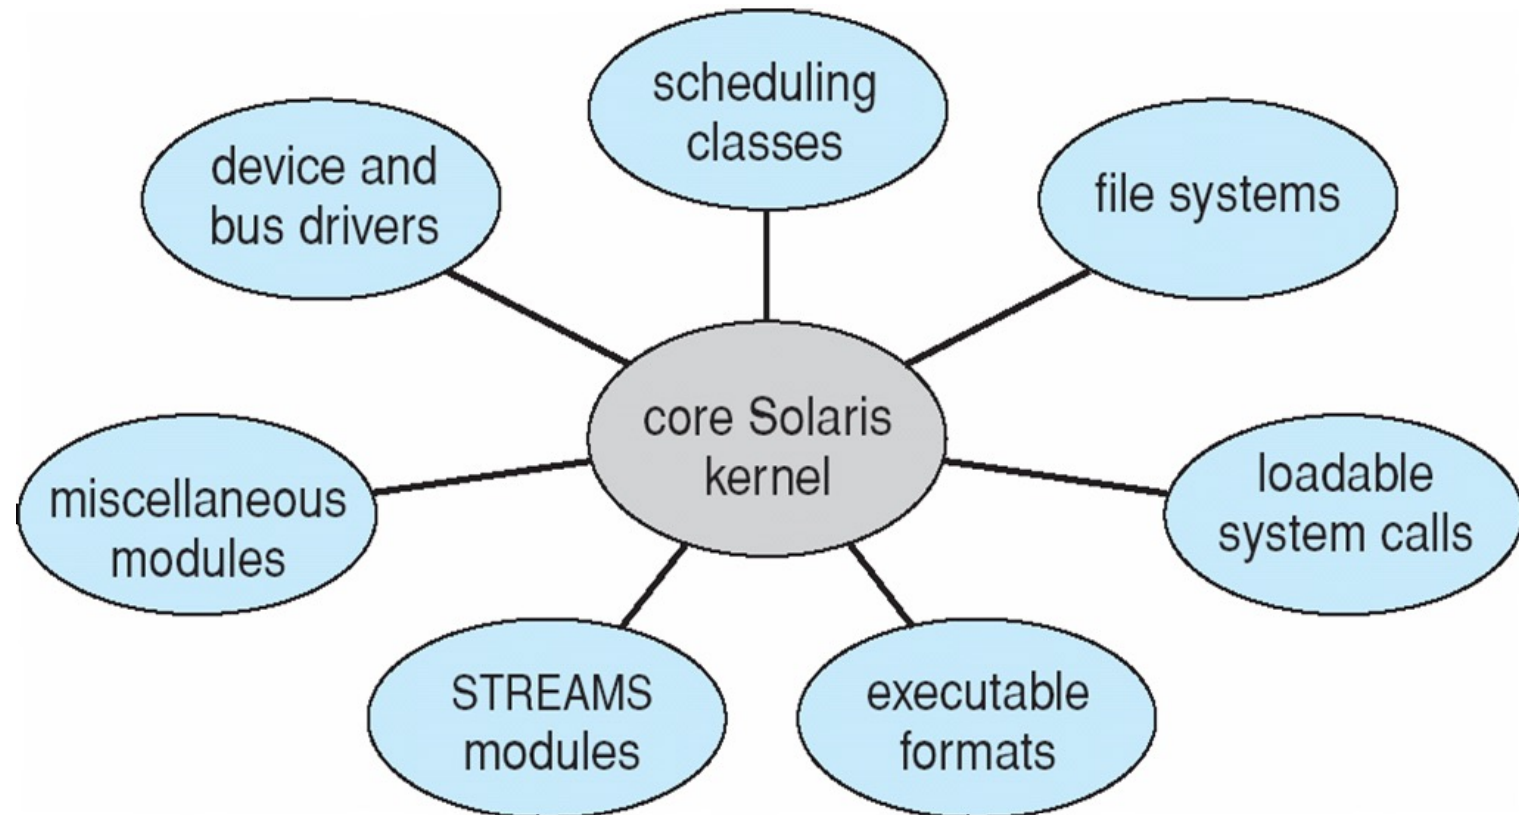 scheduling
classes
device and
bus drivers
file systems
core Solaris
kernel
miscellaneous
modules
loadable
system calls
STREAMS
modules
executable
formats